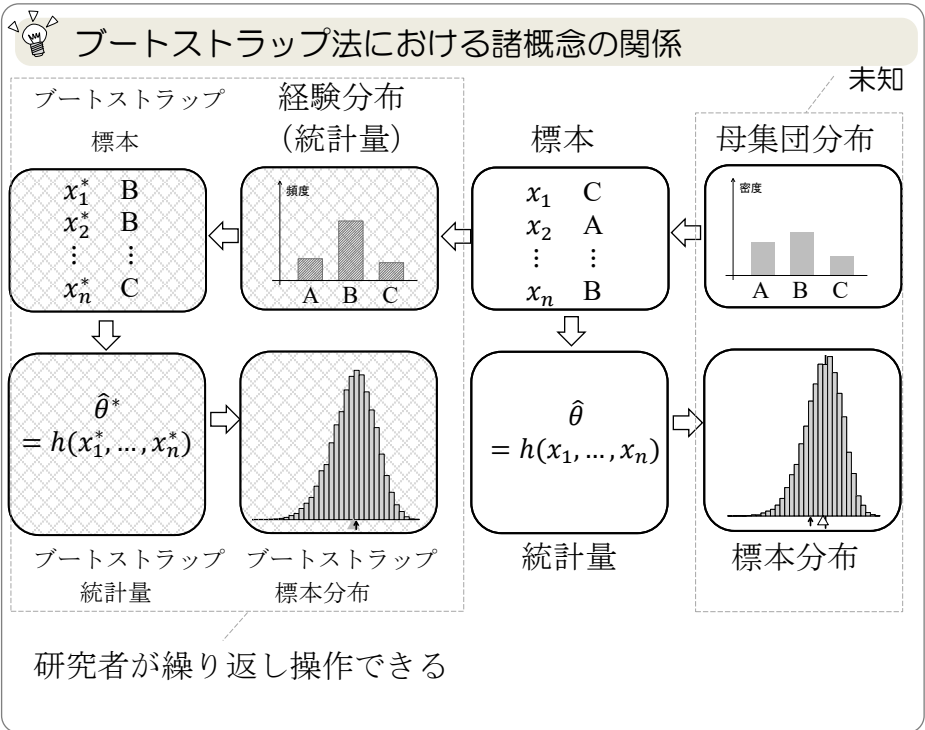 ブートストラップ法における諸概念の関係
未知
ブートストラップ
標本
経験分布
(統計量)
標本
母集団分布
x₁* B
x₂* B
⋮ ⋮
xₙ* C
頻度
A B C
x₁ C
x₂ A
⋮ ⋮
xₙ B
密度
A B C
θ̂*
= h(x₁*, …, xₙ*)
θ̂
= h(x₁, …, xₙ)
ブートストラップ
統計量
ブートストラップ
標本分布
統計量
標本分布
研究者が繰り返し操作できる